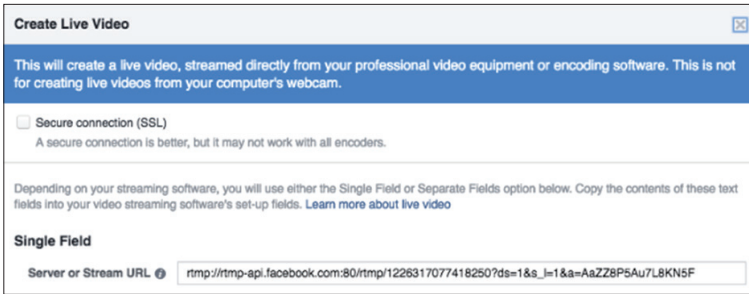 Create Live Video
This will create a live video, streamed directly from your professional video equipment or encoding software. This is not
for creating live videos from your computer's webcam.
Secure connection (SSL)
A secure connection is better, but it may not work with all encoders.
Depending on your streaming software, you will use either the Single Field or Separate Fields option below. Copy the contents of these text
fields into your video streaming software's set-up fields. Learn more about live video
Single Field
Server or Stream URL rtmp://rtmp-api.facebook.com:80/rtmp/1226317077418250?ds=1&s_l=1&a=AaZZ8P5Au7L8KN5F